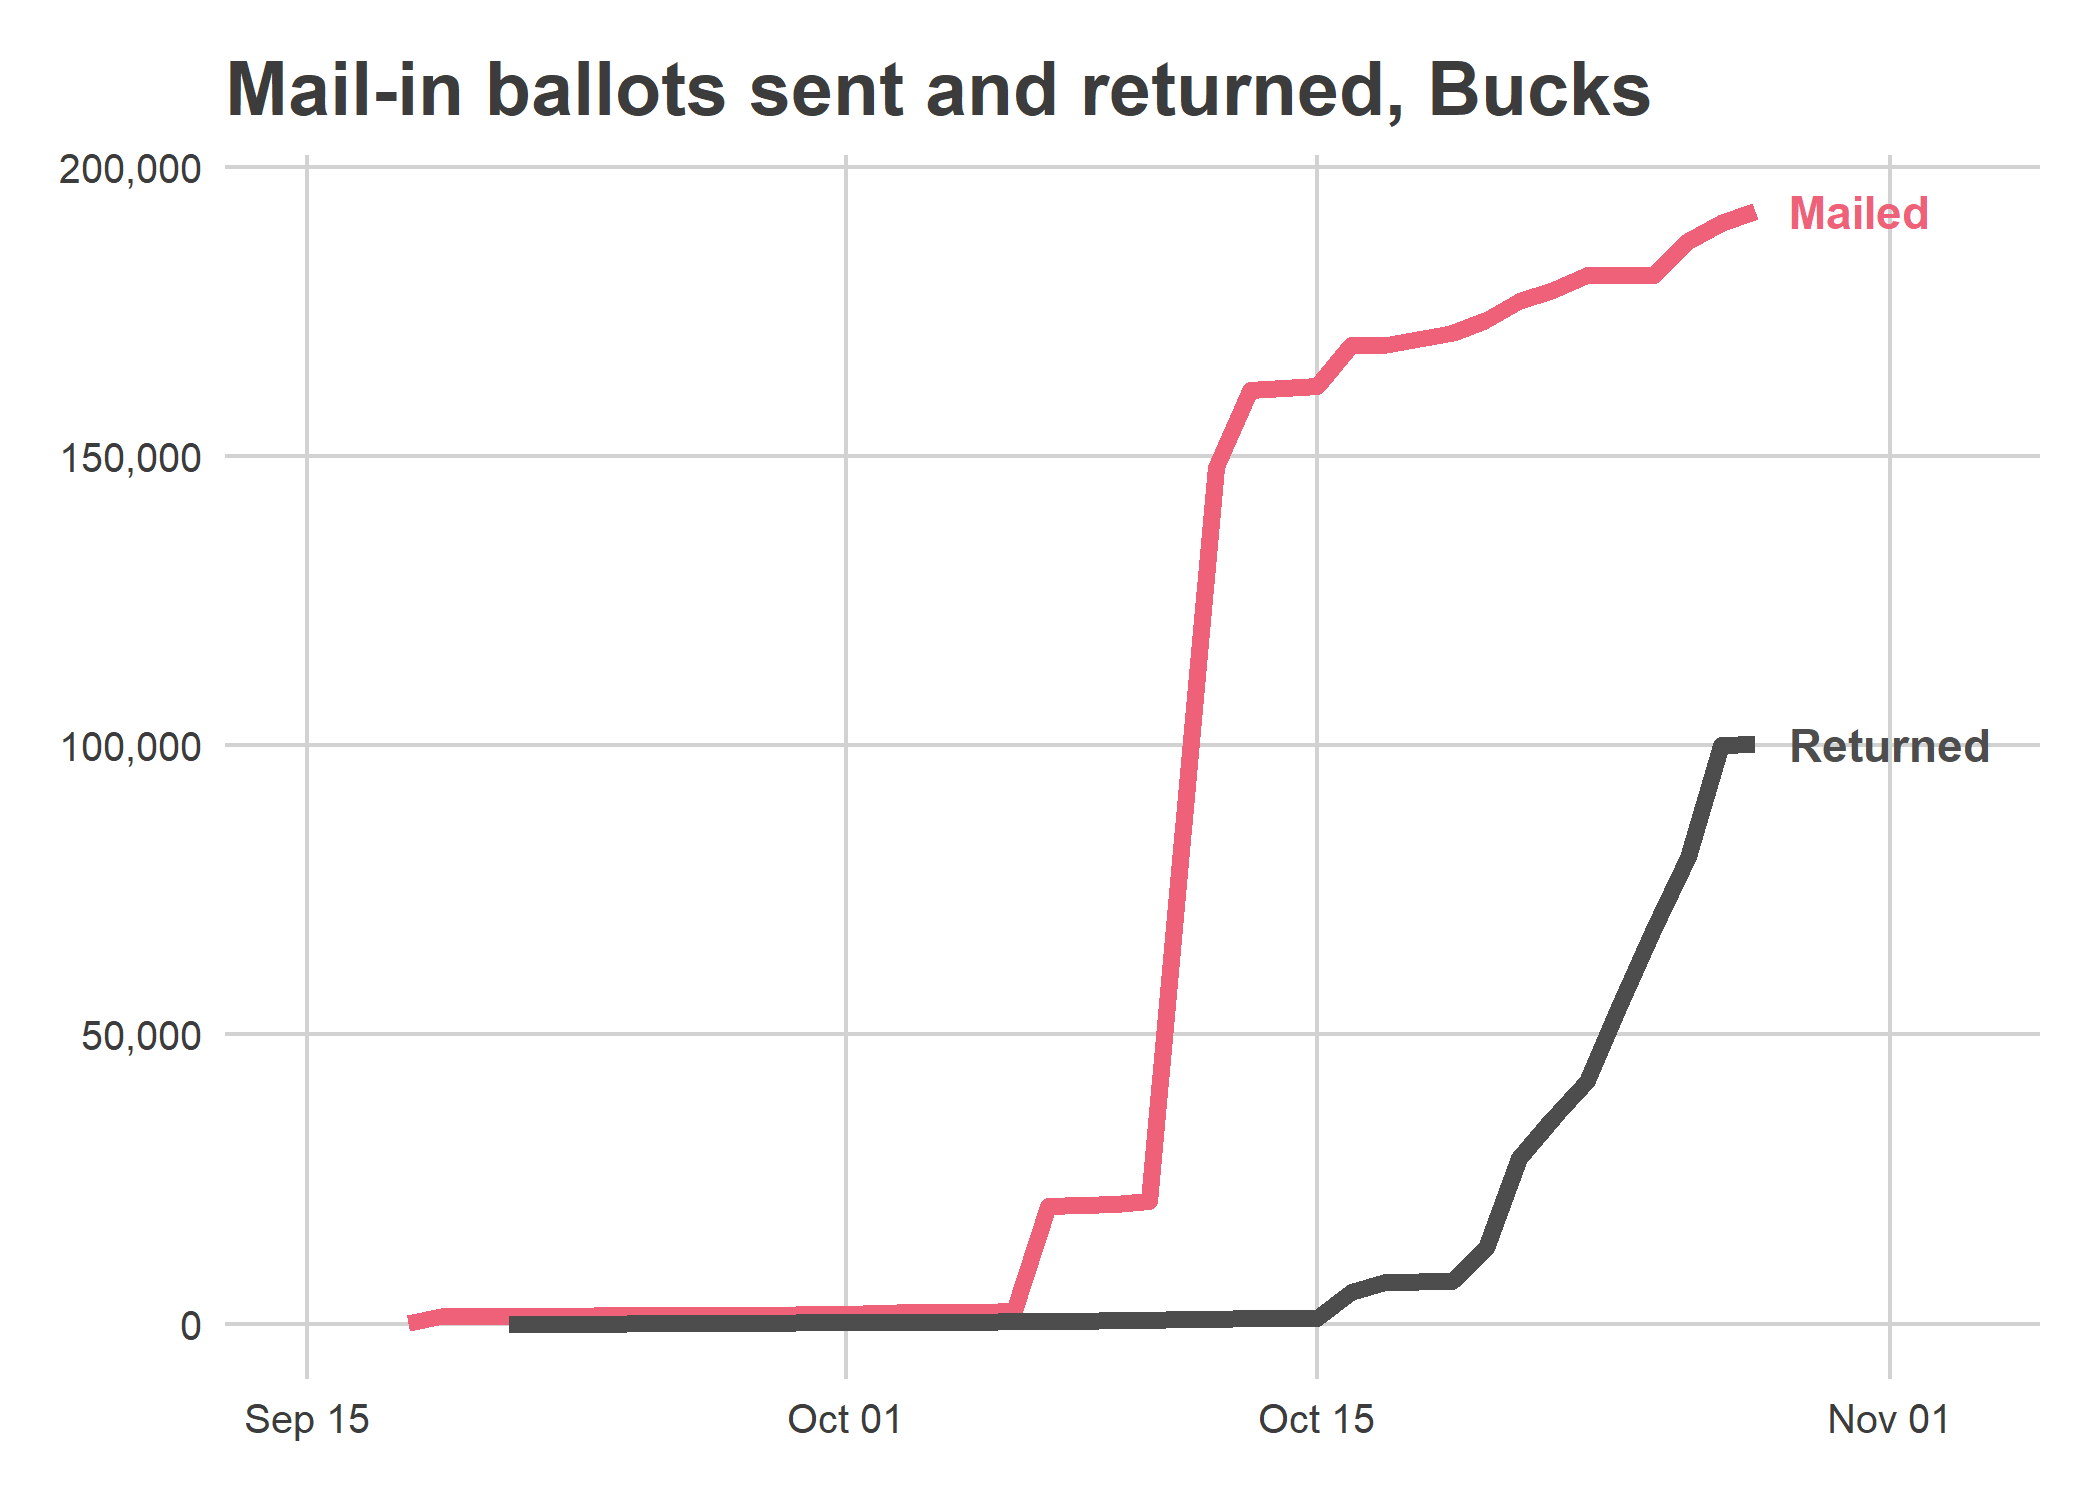 Mail-in ballots sent and returned, Bucks
200,000
Mailed
150,000
100,000
Returned
50,000
0
Sep 15
Oct 01
Oct 15
Nov 01